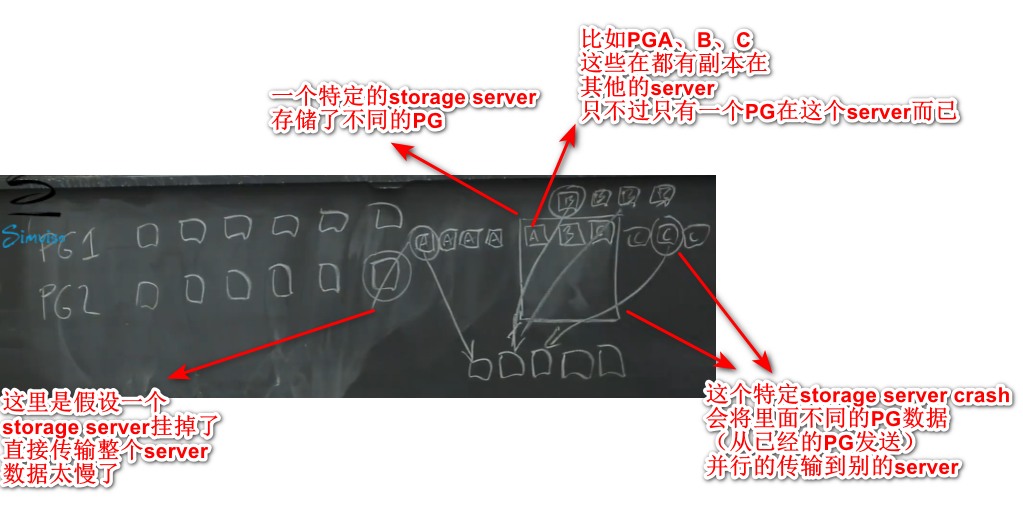 比如PGA、B、C
这些在都有副本在
其他的server
只不过只有一个PG在这个server而已
一个特定的storage server
存储了不同的PG
B B B B
PG1
A A A A
A B C
C C C
PG2
这里是假设一个
storage server挂掉了
直接传输整个server
数据太慢了
这个特定storage server crash
会将里面不同的PG数据
（从已经的PG发送）
并行的传输到别的server